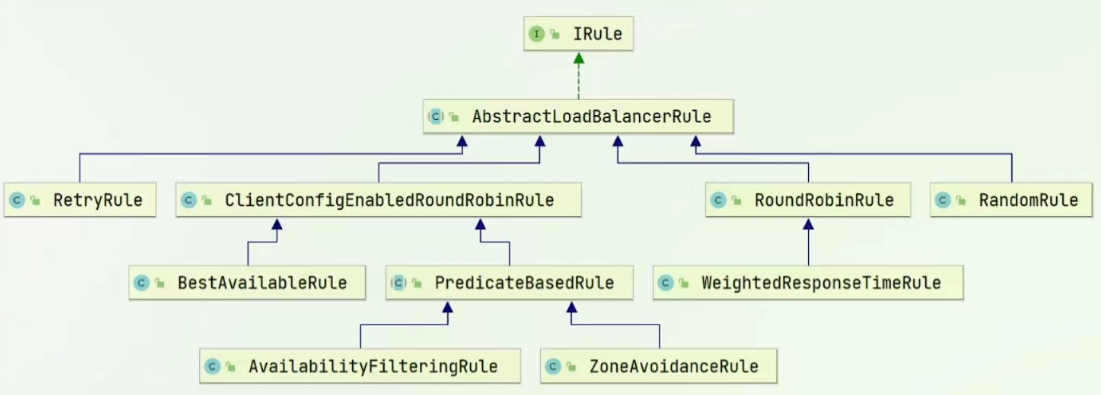 I IRule
C AbstractLoadBalancerRule
C RetryRule
C ClientConfigEnabledRoundRobinRule
C RoundRobinRule
C RandomRule
C BestAvailableRule
C PredicateBasedRule
C WeightedResponseTimeRule
C AvailabilityFilteringRule
C ZoneAvoidanceRule